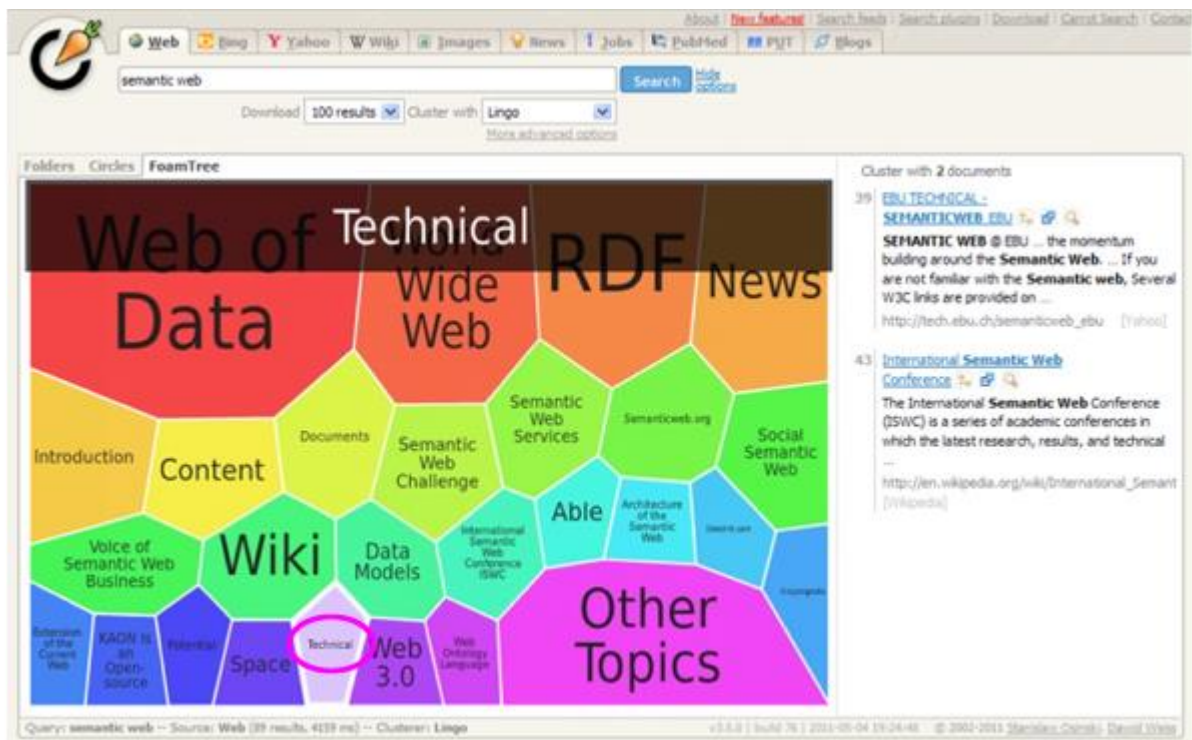 About | New features! | Search feeds | Search plugins | Download | Carrot Search | Contact
Web Bing Yahoo Wiki Images News Jobs PubMed PUT Blogs
semantic web Search Hide options
Download 100 results Cluster with Lingo
More advanced options
Folders Circles FoamTree
Technical
Web of Data
World Wide Web
RDF
News
Introduction
Content
Documents
Semantic Web Challenge
Semantic Web Services
Semanticweb.org
Social Semantic Web
Voice of Semantic Web Business
Wiki
Data Models
International Semantic Web Conference ISWC
Able
Architecture of the Semantic Web
Extension of the Current Web
KAON is an Open-source
Potential
Space
Technical
Web 3.0
Web Ontology Language
Other Topics
Cluster with 2 documents
39 EBU TECHNICAL -
SEMANTICWEB_EBU
SEMANTIC WEB @ EBU ... the momentum
building around the Semantic Web. ... If you
are not familiar with the Semantic web, Several
W3C links are provided on ...
http://tech.ebu.ch/semanticweb_ebu [Yahoo]
43 International Semantic Web
Conference
The International Semantic Web Conference
(ISWC) is a series of academic conferences in
which the latest research, results, and technical
...
http://en.wikipedia.org/wiki/International_Semant
[Wikipedia]
Query: semantic web -- Source: Web (89 results, 4159 ms) -- Clusterer: Lingo
v3.5.0 | build 76 | 2011-05-04 © 2002-2011 Stanislaw Osinski, Dawid Weiss